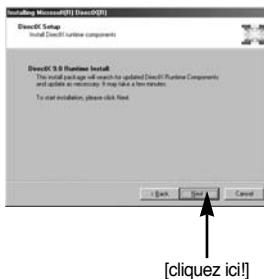 Installing Microsoft(R) DirectX(R)
DirectX Setup
Install DirectX runtime components
DirectX 9.0 Runtime Install
This install package will search for updated DirectX Runtime Components
and update as necessary. It may take a few minutes.
To start installation, please click Next.
< Back
Next >
Cancel
[cliquez ici!]